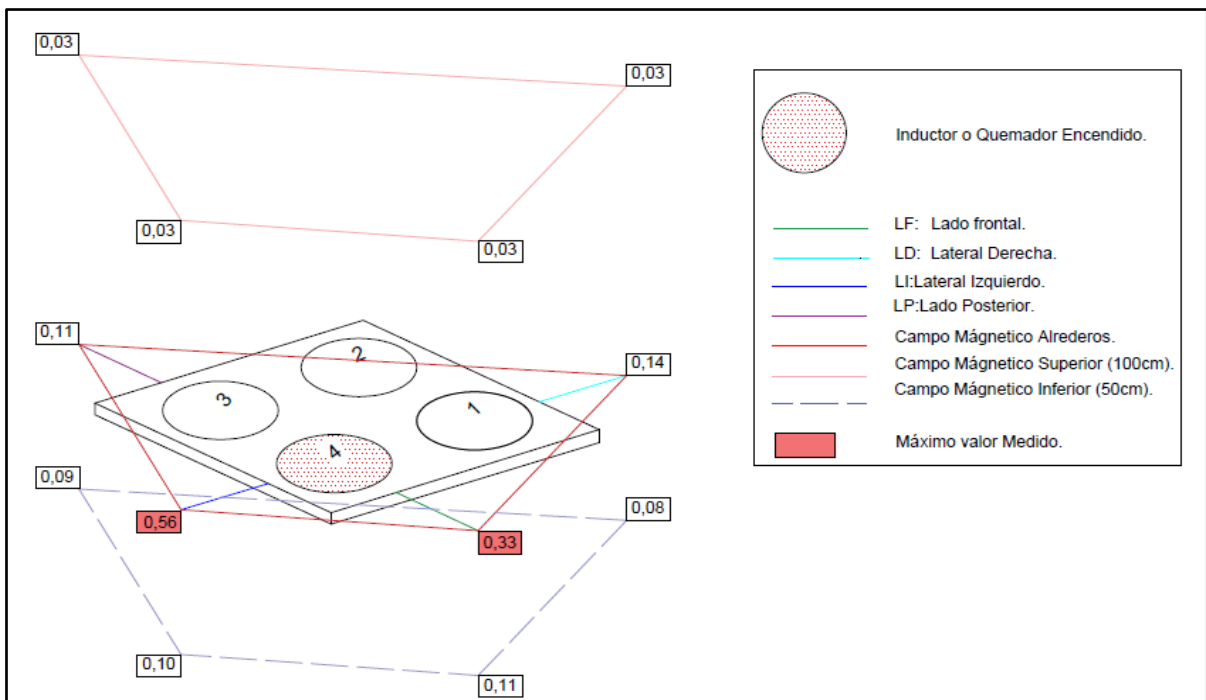 0,03
0,03
0,03
0,03
0,11
0,14
2
3
1
4
0,09
0,08
0,56
0,33
0,10
0,11
Inductor o Quemador Encendido.
LF: Lado frontal.
LD: Lateral Derecha.
LI:Lateral Izquierdo.
LP:Lado Posterior.
Campo Mágnetico Alrederos.
Campo Mágnetico Superior (100cm).
Campo Mágnetico Inferior (50cm).
Máximo valor Medido.